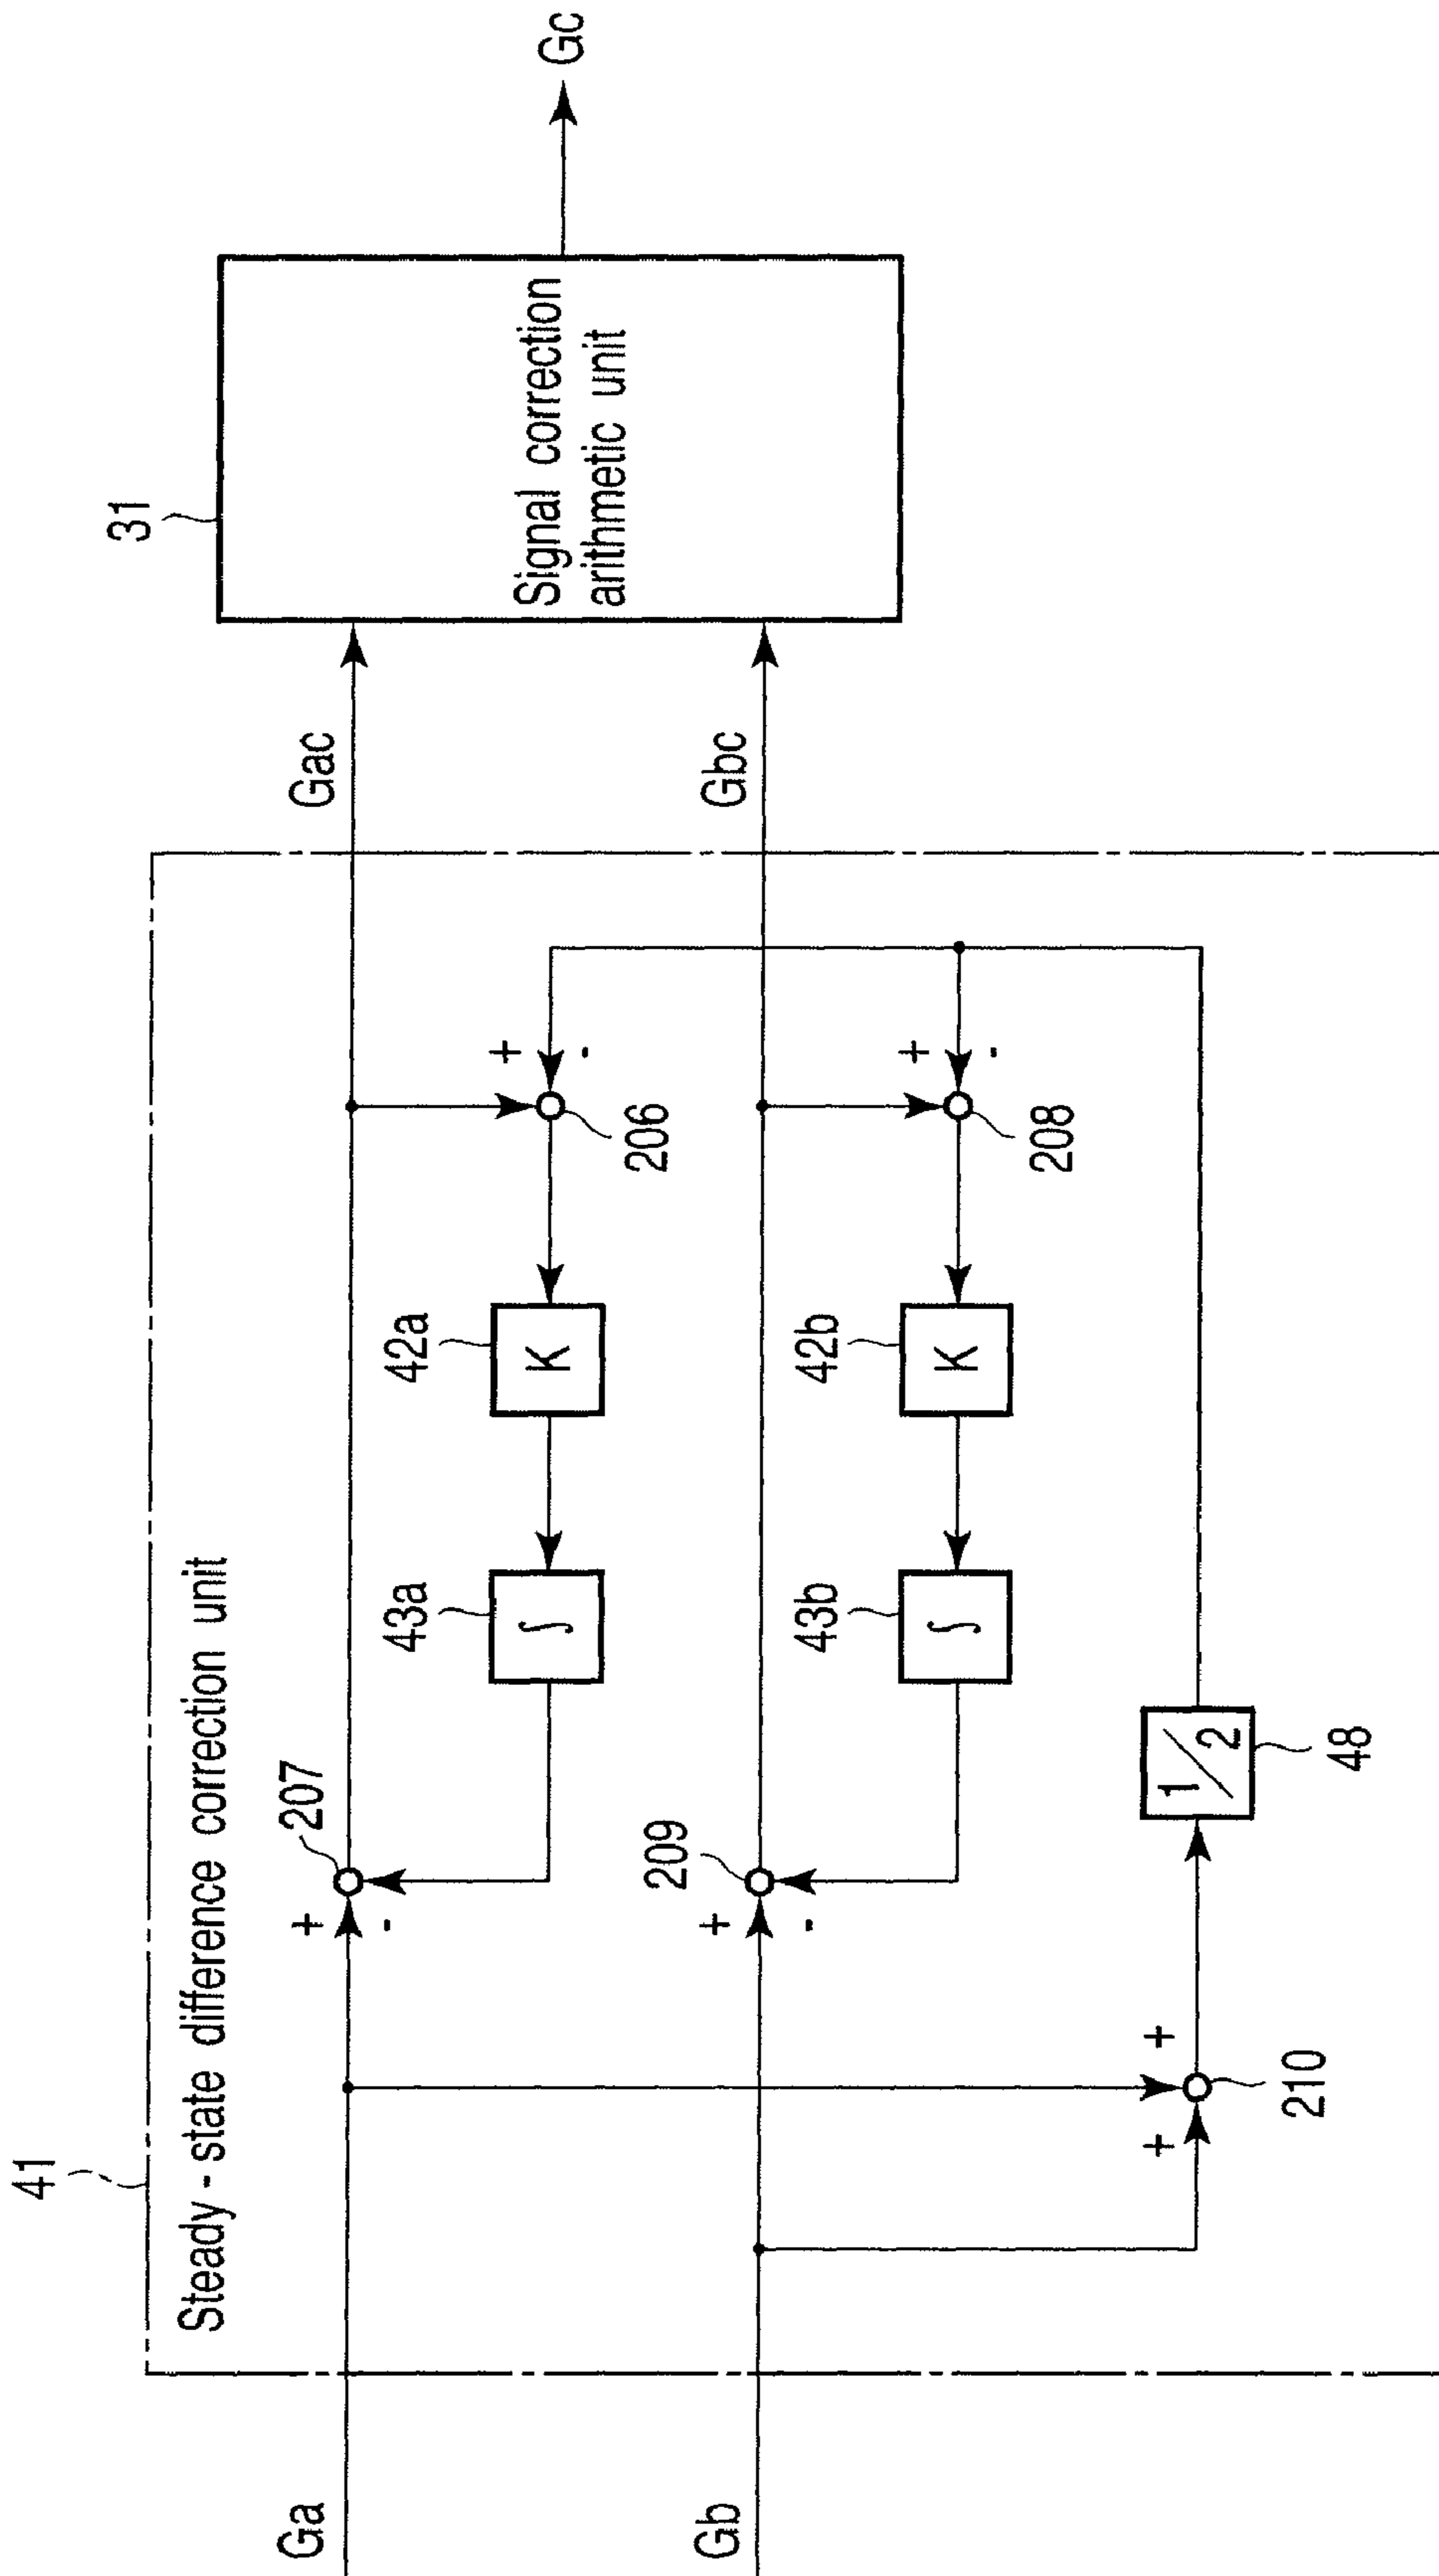 41
Steady - state difference correction unit
31
Ga
+
-
207
Gac
Signal correction
arithmetic unit
Gc
43a
∫
42a
K
+
-
206
Gb
+
-
209
Gbc
43b
∫
42b
K
+
-
208
+
+
210
1/2
48